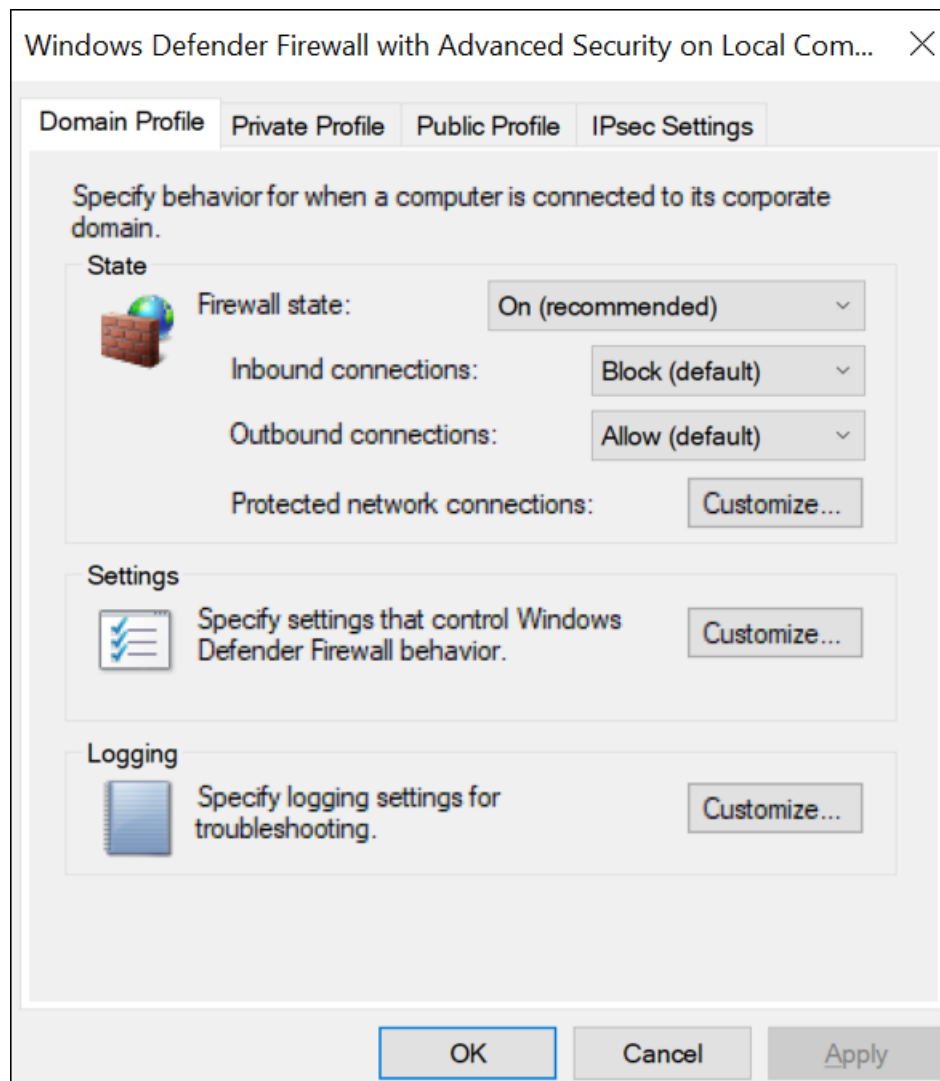 Windows Defender Firewall with Advanced Security on Local Com...
Domain Profile Private Profile Public Profile IPsec Settings
Specify behavior for when a computer is connected to its corporate
domain.
State
Firewall state: On (recommended)
Inbound connections: Block (default)
Outbound connections: Allow (default)
Protected network connections: Customize...
Settings
Specify settings that control Windows
Defender Firewall behavior.
Customize...
Logging
Specify logging settings for
troubleshooting.
Customize...
OK Cancel Apply